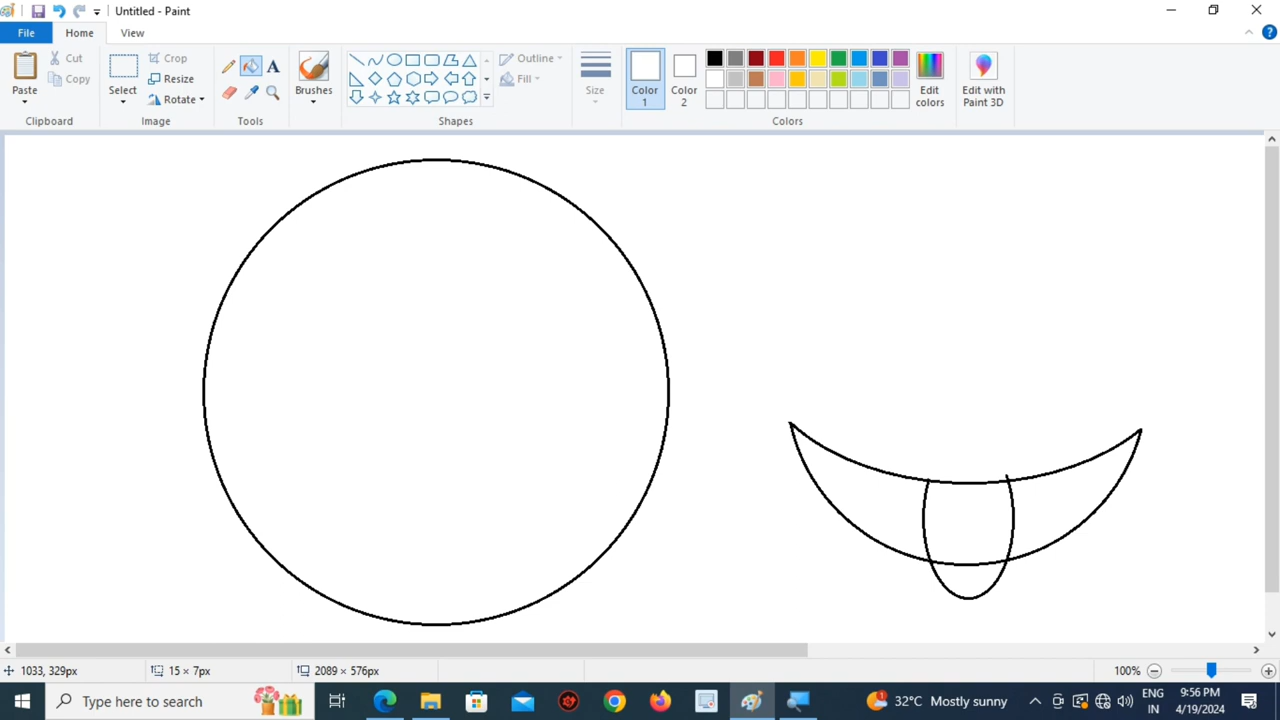 Untitled - Paint
File Home View
Paste
Cut
Copy
Clipboard
Select
Crop
Resize
Rotate
Image
A
Tools
Brushes
Shapes
Outline
Fill
Size
Color 1
Color 2
Colors
Edit colors
Edit with Paint 3D
1033, 329px
15 × 7px
2089 × 576px
100%
Type here to search
1
32°C Mostly sunny
ENG
IN
9:56 PM
4/19/2024